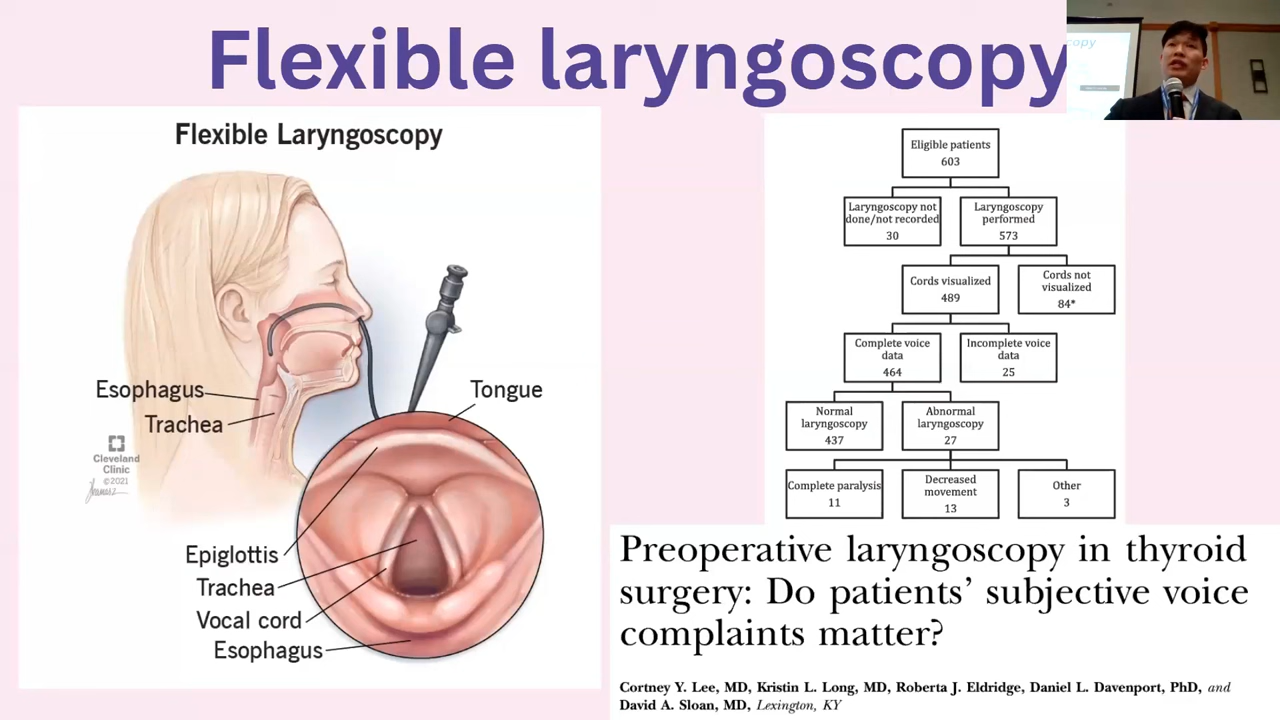 Flexible laryngoscopy
Flexible Laryngoscopy
Esophagus
Trachea
Tongue
Cleveland
Clinic
©2021
Epiglottis
Trachea
Vocal cord
Esophagus
Eligible patients
603
Laryngoscopy not
done/not recorded
30
Laryngoscopy
performed
573
Cords visualized
489
Cords not
visualized
84*
Complete voice
data
464
Incomplete voice
data
25
Normal
laryngoscopy
437
Abnormal
laryngoscopy
27
Complete paralysis
11
Decreased
movement
13
Other
3
Preoperative laryngoscopy in thyroid
surgery: Do patients’ subjective voice
complaints matter?
Cortney Y. Lee, MD, Kristin L. Long, MD, Roberta J. Eldridge, Daniel L. Davenport, PhD, and
David A. Sloan, MD, Lexington, KY